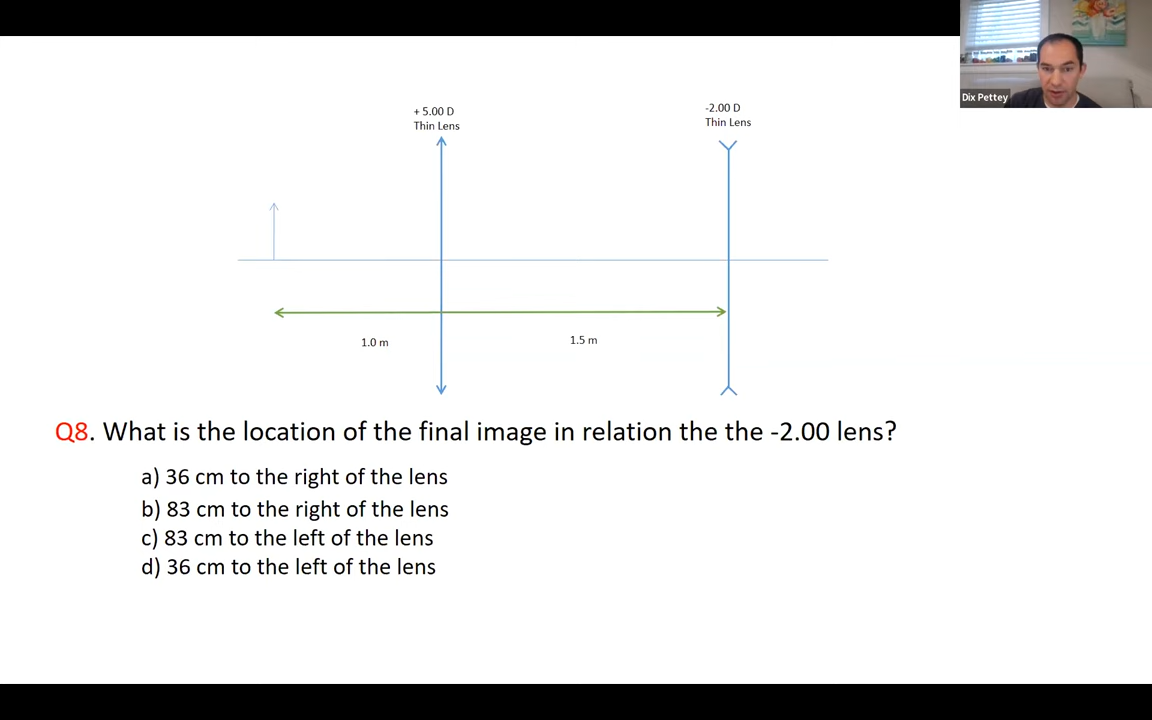 Dix Pettey
+ 5.00 D
Thin Lens
-2.00 D
Thin Lens
1.0 m
1.5 m
Q8. What is the location of the final image in relation the the -2.00 lens?
a) 36 cm to the right of the lens
b) 83 cm to the right of the lens
c) 83 cm to the left of the lens
d) 36 cm to the left of the lens